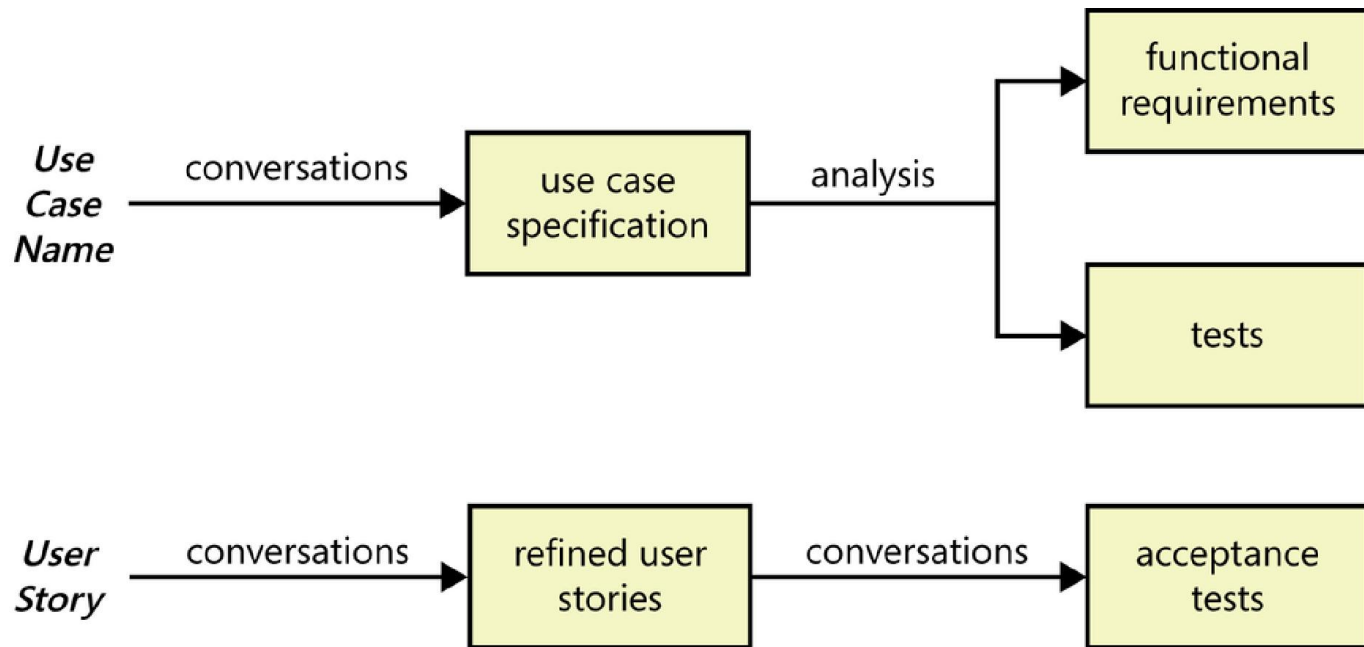 functional
requirements
Use
Case
Name
conversations
use case
specification
analysis
tests
User
Story
conversations
refined user
stories
conversations
acceptance
tests